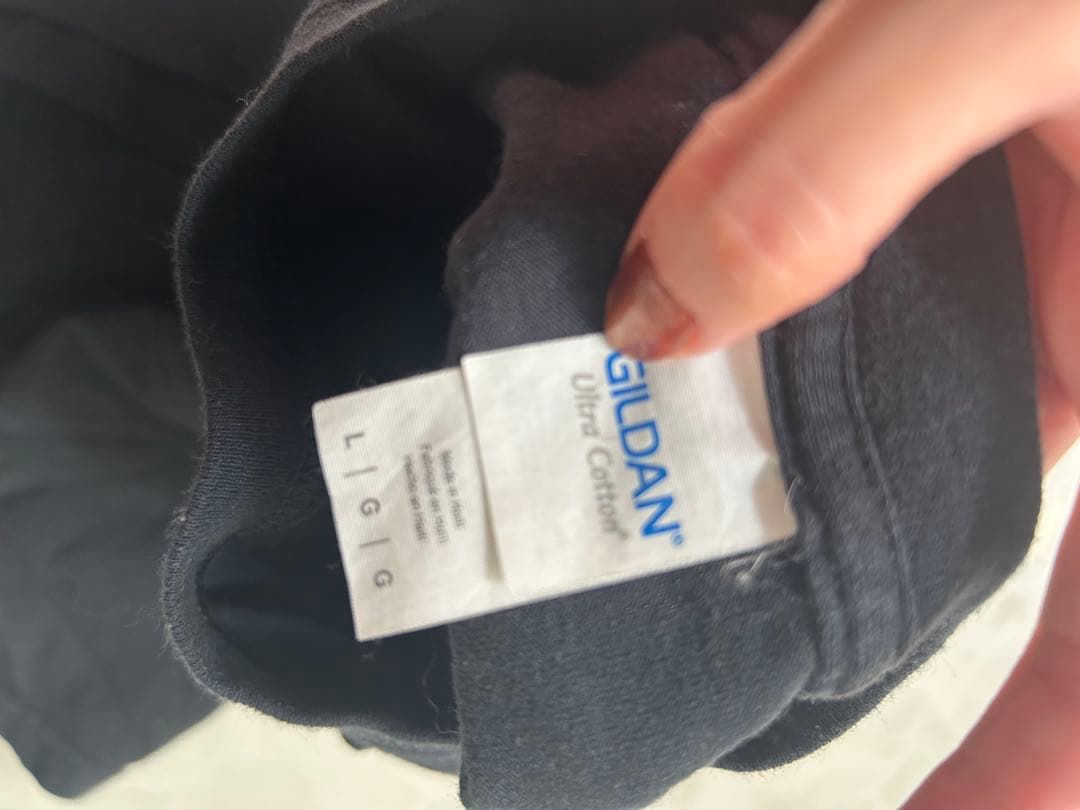 GILDAN®
Ultra Cotton®
Made in Haiti
Fabriqué en Haïti
Hecho en Haití
L | G | G